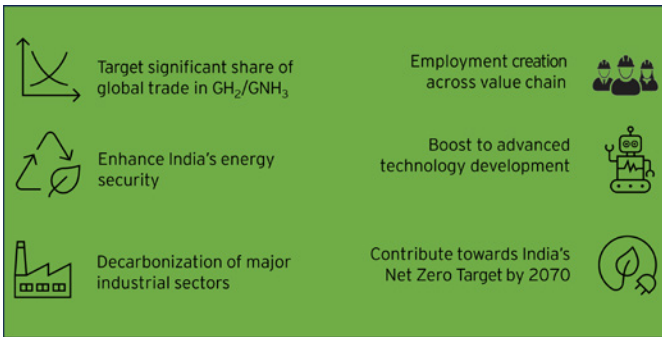 Target significant share of
global trade in GH₂/GNH₃
Enhance India's energy
security
Decarbonization of major
industrial sectors
Employment creation
across value chain
Boost to advanced
technology development
Contribute towards India's
Net Zero Target by 2070